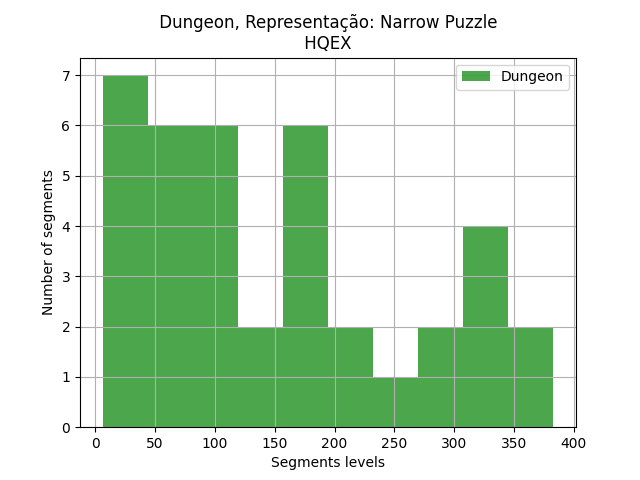 Dungeon, Representação: Narrow Puzzle
HQEX
Dungeon
7
6
5
4
3
2
1
0
Number of segments
0 50 100 150 200 250 300 350 400
Segments levels